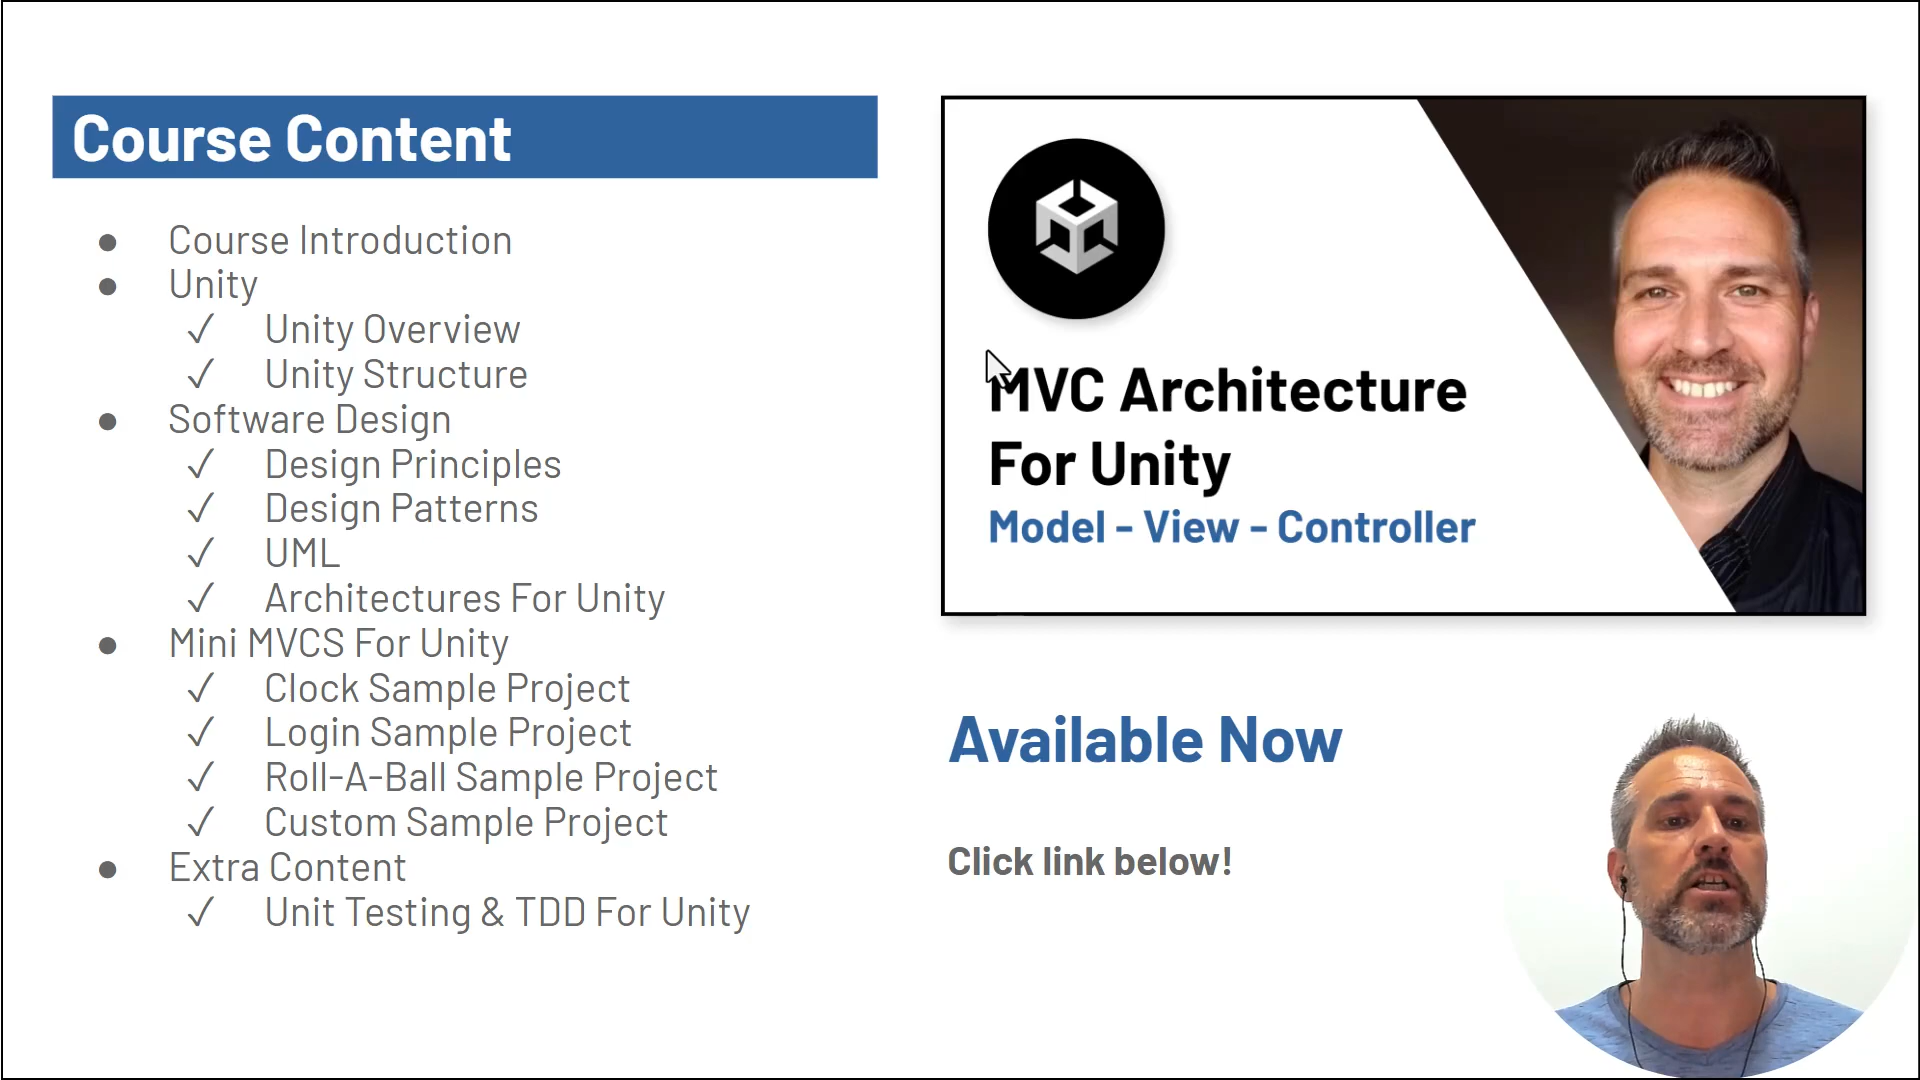 Course Content
● Course Introduction
● Unity
✓ Unity Overview
✓ Unity Structure
● Software Design
✓ Design Principles
✓ Design Patterns
✓ UML
✓ Architectures For Unity
● Mini MVCS For Unity
✓ Clock Sample Project
✓ Login Sample Project
✓ Roll-A-Ball Sample Project
✓ Custom Sample Project
● Extra Content
✓ Unit Testing & TDD For Unity
MVC Architecture
For Unity
Model - View - Controller
Available Now
Click link below!